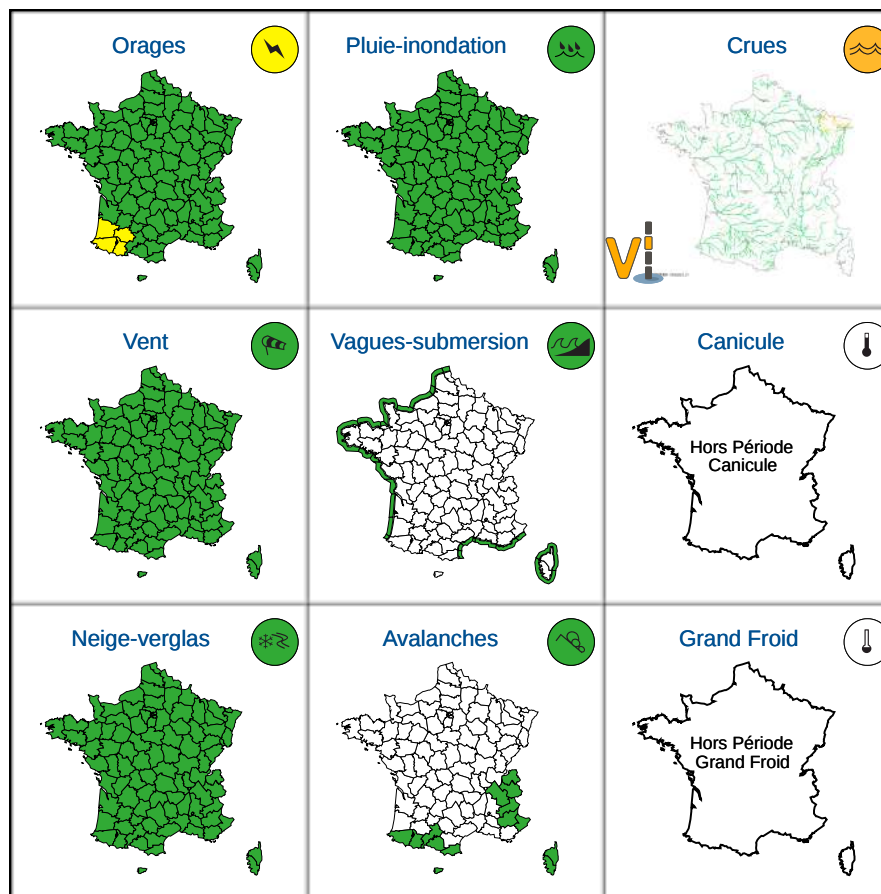 Orages
Pluie-inondation
Crues
Vi
Vent
Vagues-submersion
Canicule
Hors Période
Canicule
Neige-verglas
Avalanches
Grand Froid
Hors Période
Grand Froid